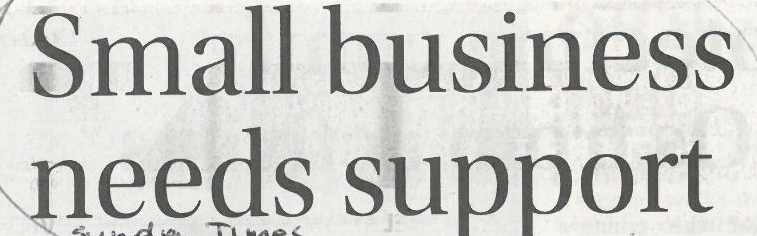 Small business
needs support
Sunday Times